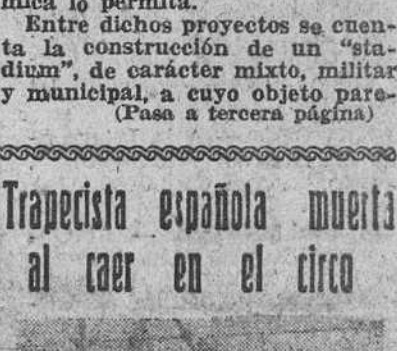 mica lo permita.
Entre dichos proyectos se cuen-
ta la construcción de un "sta-
dium", de carácter mixto, militar
y municipal, a cuyo objeto pare-
(Pasa a tercera página)
Trapecista española muerta
al caer en el circo